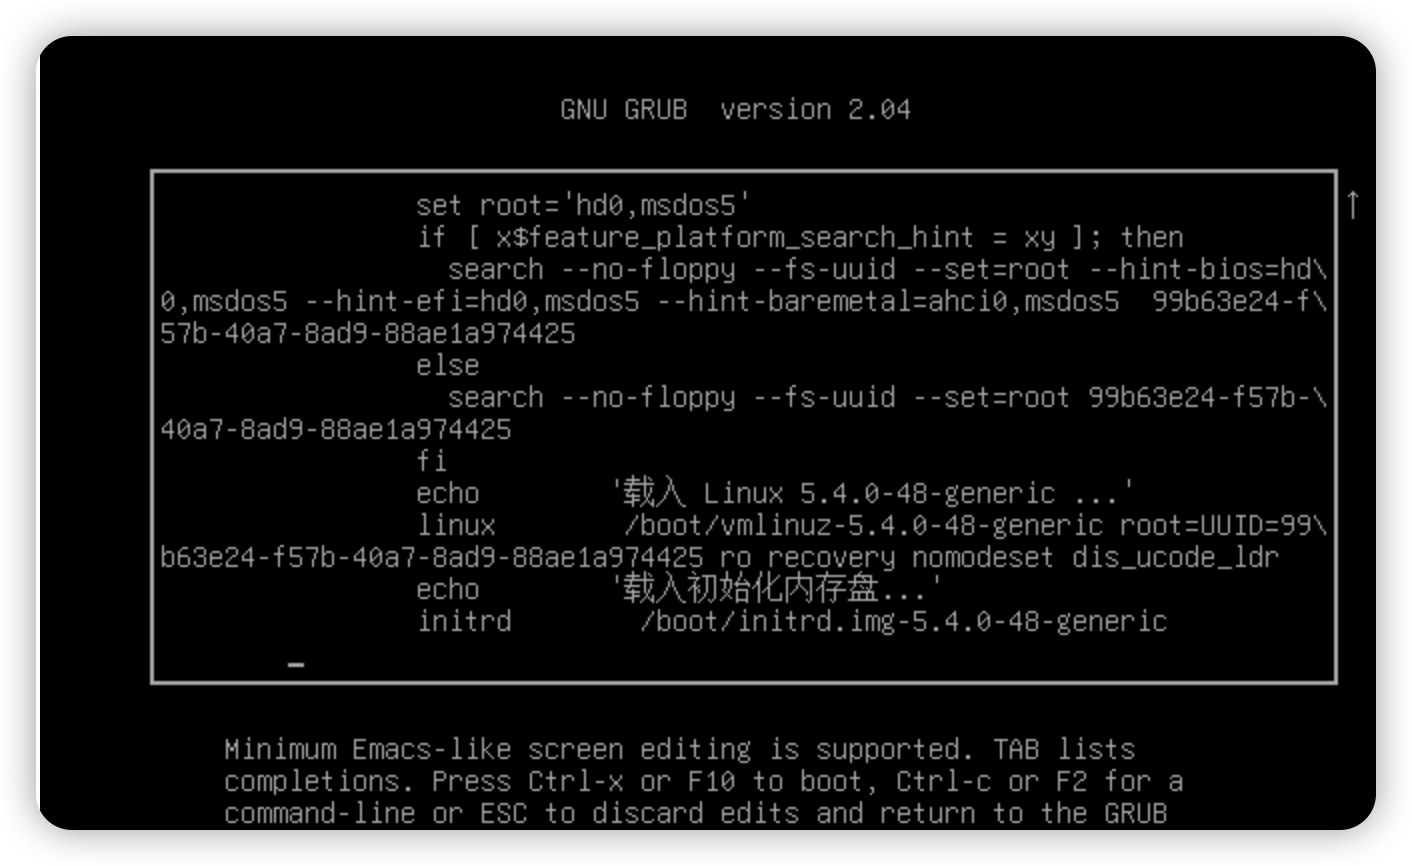 GNU GRUB  version 2.04
set root='hd0,msdos5'
if [ x$feature_platform_search_hint = xy ]; then
search --no-floppy --fs-uuid --set=root --hint-bios=hd\
0,msdos5 --hint-efi=hd0,msdos5 --hint-baremetal=ahci0,msdos5  99b63e24-f\
57b-40a7-8ad9-88ae1a974425
else
search --no-floppy --fs-uuid --set=root 99b63e24-f57b-\
40a7-8ad9-88ae1a974425
fi
echo '载入 Linux 5.4.0-48-generic ...'
linux /boot/vmlinuz-5.4.0-48-generic root=UUID=99\
b63e24-f57b-40a7-8ad9-88ae1a974425 ro recovery nomodeset dis_ucode_ldr
echo '载入初始化内存盘...'
initrd /boot/initrd.img-5.4.0-48-generic
Minimum Emacs-like screen editing is supported. TAB lists
completions. Press Ctrl-x or F10 to boot, Ctrl-c or F2 for a
command-line or ESC to discard edits and return to the GRUB